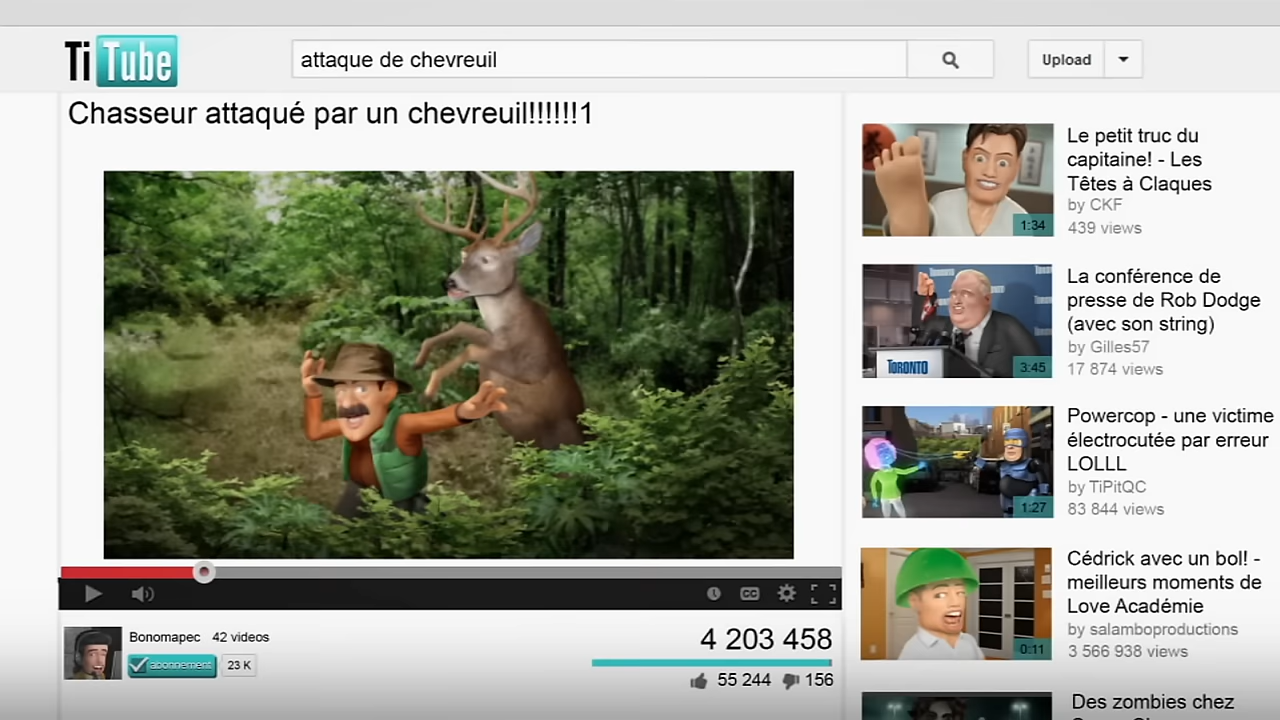 Ti Tube
attaque de chevreuil
Upload
Chasseur attaqué par un chevreuil!!!!!!1
CC
Bonomapec 42 videos
abonnement 23 K
4 203 458
55 244 156
1:34
Le petit truc du
capitaine! - Les
Têtes à Claques
by CKF
439 views
TORONTO
3:45
La conférence de
presse de Rob Dodge
(avec son string)
by Gilles57
17 874 views
1:27
Powercop - une victime
électrocutée par erreur
LOLLL
by TiPitQC
83 844 views
0:11
Cédrick avec un bol! -
meilleurs moments de
Love Académie
by salamboproductions
3 566 938 views
Des zombies chez